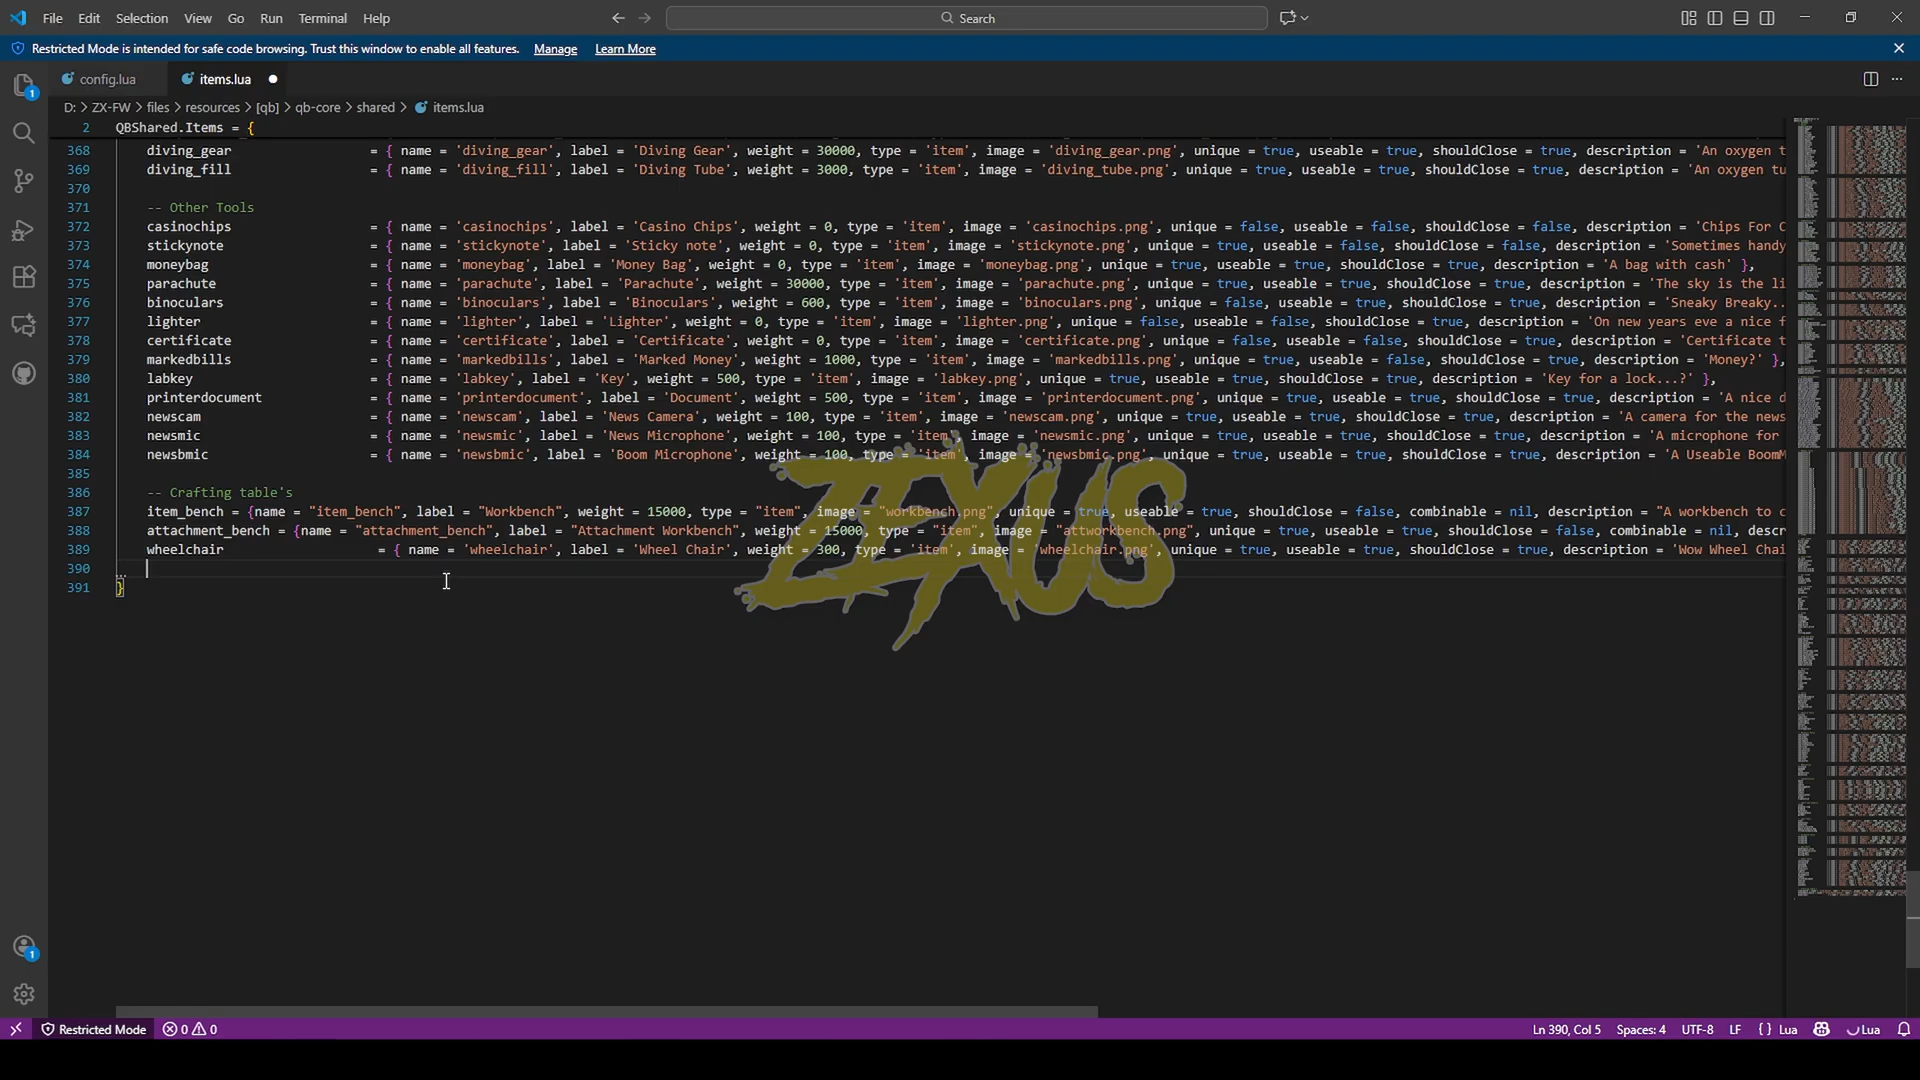 File Edit Selection View Go Run Terminal Help
Search
Restricted Mode is intended for safe code browsing. Trust this window to enable all features. Manage Learn More
config.lua items.lua
D: > ZX-FW > files > resources > [qb] > qb-core > shared > items.lua
2 QBShared.Items = {
368 diving_gear = { name = 'diving_gear', label = 'Diving Gear', weight = 30000, type = 'item', image = 'diving_gear.png', unique = true, useable = true, shouldClose = true, description = 'An oxygen t
369 diving_fill = { name = 'diving_fill', label = 'Diving Tube', weight = 3000, type = 'item', image = 'diving_tube.png', unique = true, useable = true, shouldClose = true, description = 'An oxygen tu
370
371 -- Other Tools
372 casinochips = { name = 'casinochips', label = 'Casino Chips', weight = 0, type = 'item', image = 'casinochips.png', unique = false, useable = false, shouldClose = false, description = 'Chips For C
373 stickynote = { name = 'stickynote', label = 'Sticky note', weight = 0, type = 'item', image = 'stickynote.png', unique = true, useable = false, shouldClose = false, description = 'Sometimes handy
374 moneybag = { name = 'moneybag', label = 'Money Bag', weight = 0, type = 'item', image = 'moneybag.png', unique = true, useable = true, shouldClose = true, description = 'A bag with cash' },
375 parachute = { name = 'parachute', label = 'Parachute', weight = 30000, type = 'item', image = 'parachute.png', unique = true, useable = true, shouldClose = true, description = 'The sky is the li
376 binoculars = { name = 'binoculars', label = 'Binoculars', weight = 600, type = 'item', image = 'binoculars.png', unique = false, useable = true, shouldClose = true, description = 'Sneaky Breaky..
377 lighter = { name = 'lighter', label = 'Lighter', weight = 0, type = 'item', image = 'lighter.png', unique = false, useable = false, shouldClose = true, description = 'On new years eve a nice f
378 certificate = { name = 'certificate', label = 'Certificate', weight = 0, type = 'item', image = 'certificate.png', unique = false, useable = false, shouldClose = true, description = 'Certificate t
379 markedbills = { name = 'markedbills', label = 'Marked Money', weight = 1000, type = 'item', image = 'markedbills.png', unique = true, useable = false, shouldClose = true, description = 'Money?' },
380 labkey = { name = 'labkey', label = 'Key', weight = 500, type = 'item', image = 'labkey.png', unique = true, useable = true, shouldClose = true, description = 'Key for a lock...?' },
381 printerdocument = { name = 'printerdocument', label = 'Document', weight = 500, type = 'item', image = 'printerdocument.png', unique = true, useable = true, shouldClose = true, description = 'A nice d
382 newscam = { name = 'newscam', label = 'News Camera', weight = 100, type = 'item', image = 'newscam.png', unique = true, useable = true, shouldClose = true, description = 'A camera for the news
383 newsmic = { name = 'newsmic', label = 'News Microphone', weight = 100, type = 'item', image = 'newsmic.png', unique = true, useable = true, shouldClose = true, description = 'A microphone for
384 newsbmic = { name = 'newsbmic', label = 'Boom Microphone', weight = 100, type = 'item', image = 'newsbmic.png', unique = true, useable = true, shouldClose = true, description = 'A Useable BoomM
385
386 -- Crafting table's
387 item_bench = {name = "item_bench", label = "Workbench", weight = 15000, type = "item", image = "workbench.png", unique = true, useable = true, shouldClose = false, combinable = nil, description = "A workbench to c
388 attachment_bench = {name = "attachment_bench", label = "Attachment Workbench", weight = 15000, type = "item", image = "attworkbench.png", unique = true, useable = true, shouldClose = false, combinable = nil, desc
389 wheelchair = { name = 'wheelchair', label = 'Wheel Chair', weight = 300, type = 'item', image = 'wheelchair.png', unique = true, useable = true, shouldClose = true, description = 'Wow Wheel Chai
390
391 }
ZEXUS
Restricted Mode 0 0 Ln 390, Col 5 Spaces: 4 UTF-8 LF { } Lua Lua